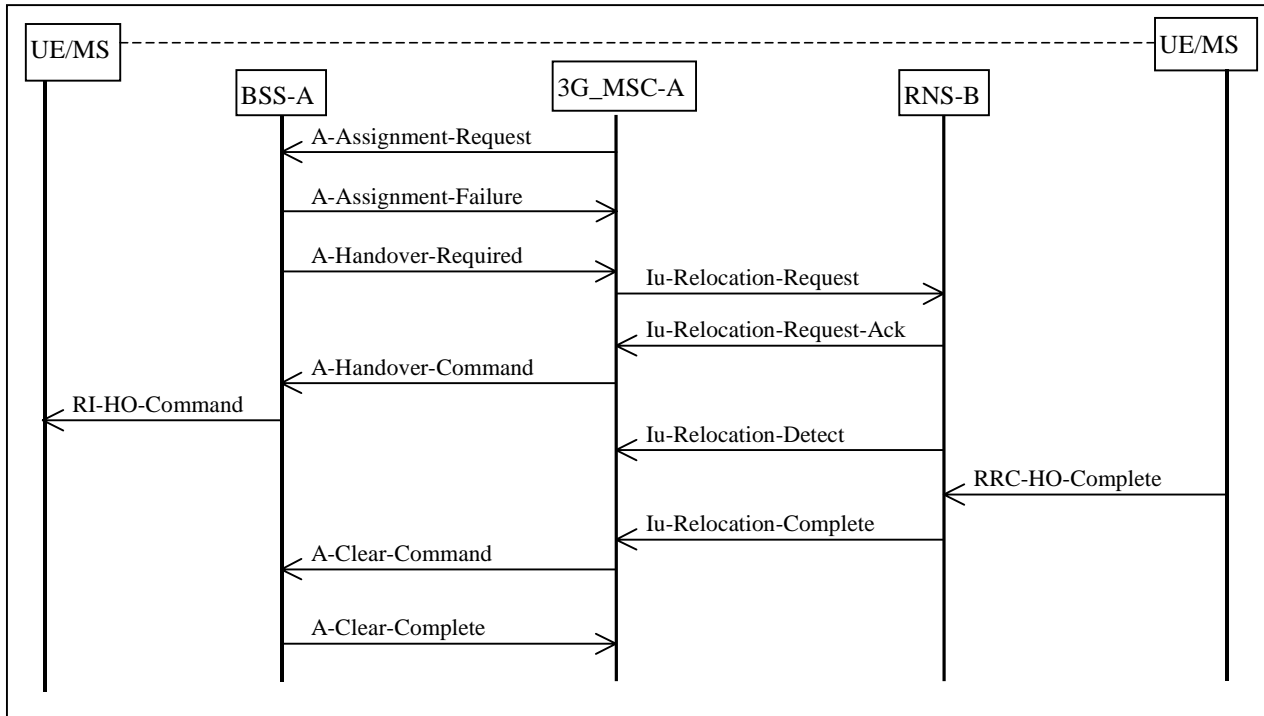 UE/MS
UE/MS
BSS-A
3G_MSC-A
RNS-B
A-Assignment-Request
A-Assignment-Failure
A-Handover-Required
Iu-Relocation-Request
Iu-Relocation-Request-Ack
A-Handover-Command
RI-HO-Command
Iu-Relocation-Detect
RRC-HO-Complete
Iu-Relocation-Complete
A-Clear-Command
A-Clear-Complete